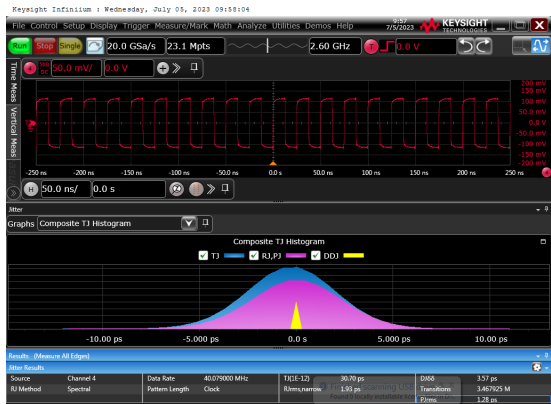 Keysight Infiniium : Wednesday, July 05, 2023 09:58:04
File Control Setup Display Trigger Measure/Mark Math Analyze Utilities Demos Help 9:57 7/5/2023 KEYSIGHT TECHNOLOGIES
Run Stop Single 20.0 GSa/s 23.1 Mpts 2.60 GHz T 0.0 V
4 50.0 mV/ 0.0 V
Time Meas
Vertical Meas
200 mV
150 mV
100 mV
50.0 mV
0.0 V
-50.0 mV
-100 mV
-150 mV
-200 mV
-250 ns -200 ns -150 ns -100 ns -50.0 ns 0.0 s 50.0 ns 100 ns 150 ns 200 ns 250 ns
H 50.0 ns/ 0.0 s
Jitter
Graphs Composite TJ Histogram
Composite TJ Histogram
TJ RJ,PJ DDJ
-10.00 ps -5.000 ps 0.0 s 5.000 ps 10.00 ps
Results (Measure All Edges)
Jitter Results
Source Channel 4 Data Rate 40.079000 MHz TJ(1E-12) 30.70 ps DJδδ 3.57 ps
RJ Method Spectral Pattern Length Clock RJrms,narrow 1.93 ps Transitions 3.467925 M
PJrms 1.28 ps